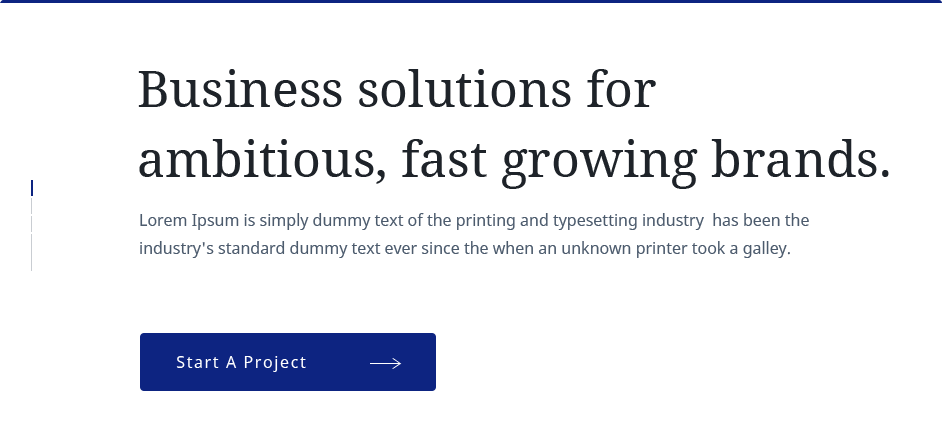 Business solutions for
ambitious, fast growing brands.
Lorem Ipsum is simply dummy text of the printing and typesetting industry  has been the
industry's standard dummy text ever since the when an unknown printer took a galley.
Start A Project